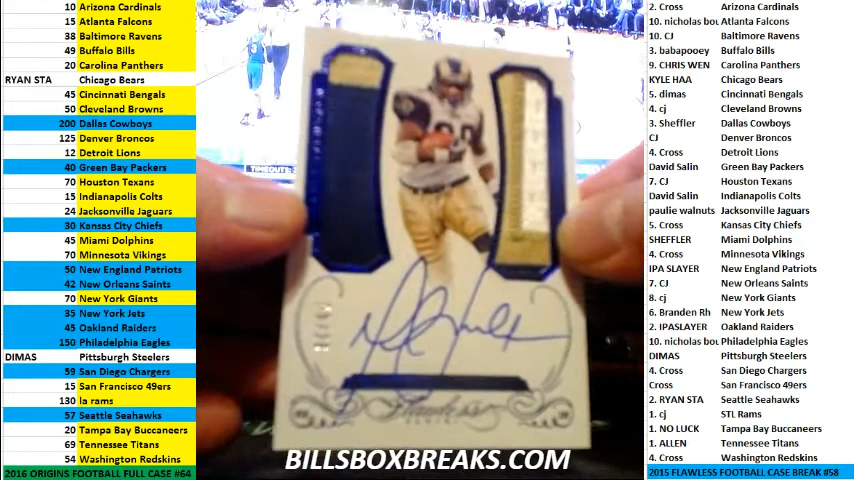 10 Arizona Cardinals
15 Atlanta Falcons
38 Baltimore Ravens
49 Buffalo Bills
20 Carolina Panthers
RYAN STA Chicago Bears
45 Cincinnati Bengals
50 Cleveland Browns
200 Dallas Cowboys
125 Denver Broncos
12 Detroit Lions
40 Green Bay Packers
70 Houston Texans
15 Indianapolis Colts
24 Jacksonville Jaguars
30 Kansas City Chiefs
45 Miami Dolphins
70 Minnesota Vikings
50 New England Patriots
42 New Orleans Saints
70 New York Giants
35 New York Jets
45 Oakland Raiders
150 Philadelphia Eagles
DIMAS Pittsburgh Steelers
59 San Diego Chargers
15 San Francisco 49ers
130 la rams
57 Seattle Seahawks
20 Tampa Bay Buccaneers
69 Tennessee Titans
54 Washington Redskins
2016 ORIGINS FOOTBALL FULL CASE #64
TIMEOUTS
Flawless
BILLSBOXBREAKS.COM
2. Cross Arizona Cardinals
10. nicholas bou Atlanta Falcons
10. CJ Baltimore Ravens
3. babapooey Buffalo Bills
9. CHRIS WEN Carolina Panthers
KYLE HAA Chicago Bears
5. dimas Cincinnati Bengals
4. cj Cleveland Browns
3. Sheffler Dallas Cowboys
CJ Denver Broncos
4. Cross Detroit Lions
David Salin Green Bay Packers
7. CJ Houston Texans
David Salin Indianapolis Colts
paulie walnuts Jacksonville Jaguars
5. Cross Kansas City Chiefs
SHEFFLER Miami Dolphins
4. Cross Minnesota Vikings
IPA SLAYER New England Patriots
7. CJ New Orleans Saints
8. cj New York Giants
6. Branden Rh New York Jets
2. IPASLAYER Oakland Raiders
10. nicholas bou Philadelphia Eagles
DIMAS Pittsburgh Steelers
4. Cross San Diego Chargers
Cross San Francisco 49ers
2. RYAN STA Seattle Seahawks
1. cj STL Rams
1. NO LUCK Tampa Bay Buccaneers
1. ALLEN Tennessee Titans
4. Cross Washington Redskins
2015 FLAWLESS FOOTBALL CASE BREAK #58